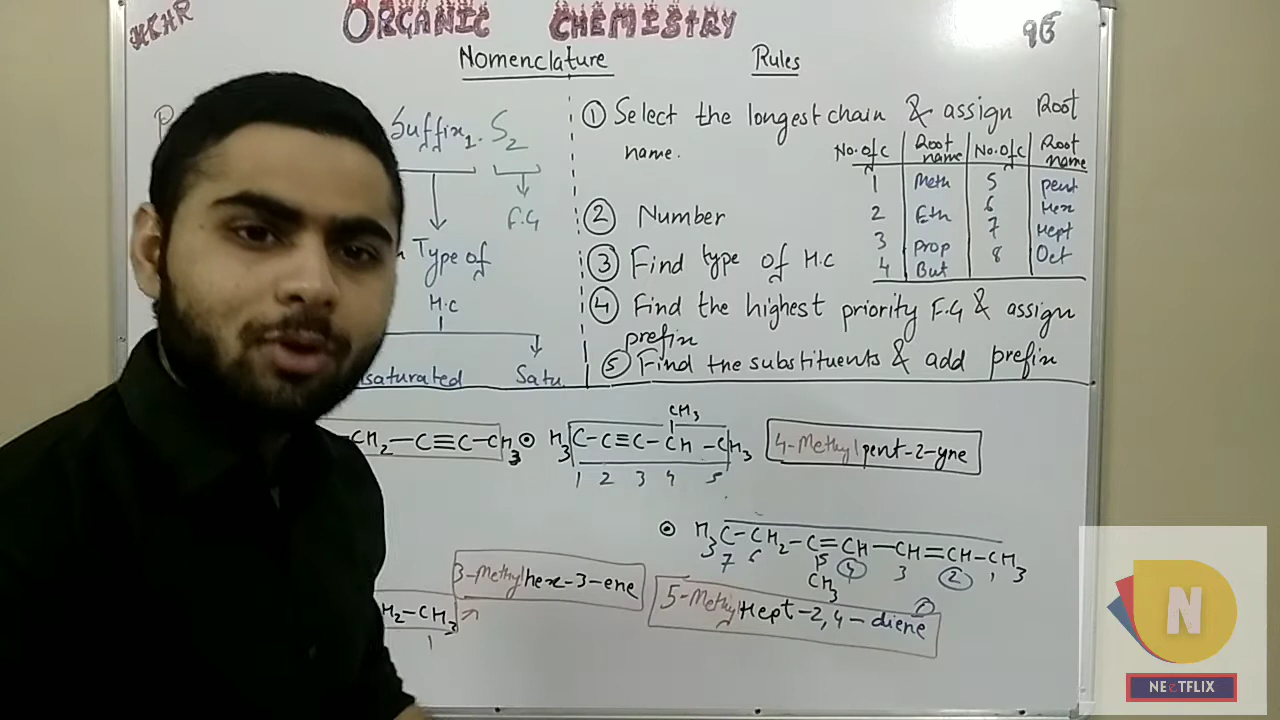 ORGANIC CHEMISTRY
Nomenclature Rules
Suffix1. S2
F.G
Type of
H.C
Satu
① Select the longest chain & assign Root
name.
② Number
③ Find type of H.C
④ Find the highest priority F.G & assign
prefix
⑤ Find the substituents & add prefix
No. Of C Root name No. Of C Root name
1 Meth 5 pent
2 Eth 6 Hex
3 Prop 7 Hept
4 But 8 Oct
CH2–C≡C–CH3
CH3
H3C–C≡C–CH–CH3
1 2 3 4 5
4-Methylpent-2-yne
H3C–CH2–C=CH–CH=CH–CH3
7 6 5 4 3 2 1
CH3
3-Methylhex-3-ene
H2–CH3
1
5-MethylHept-2,4-diene
N
NEeTFLIX